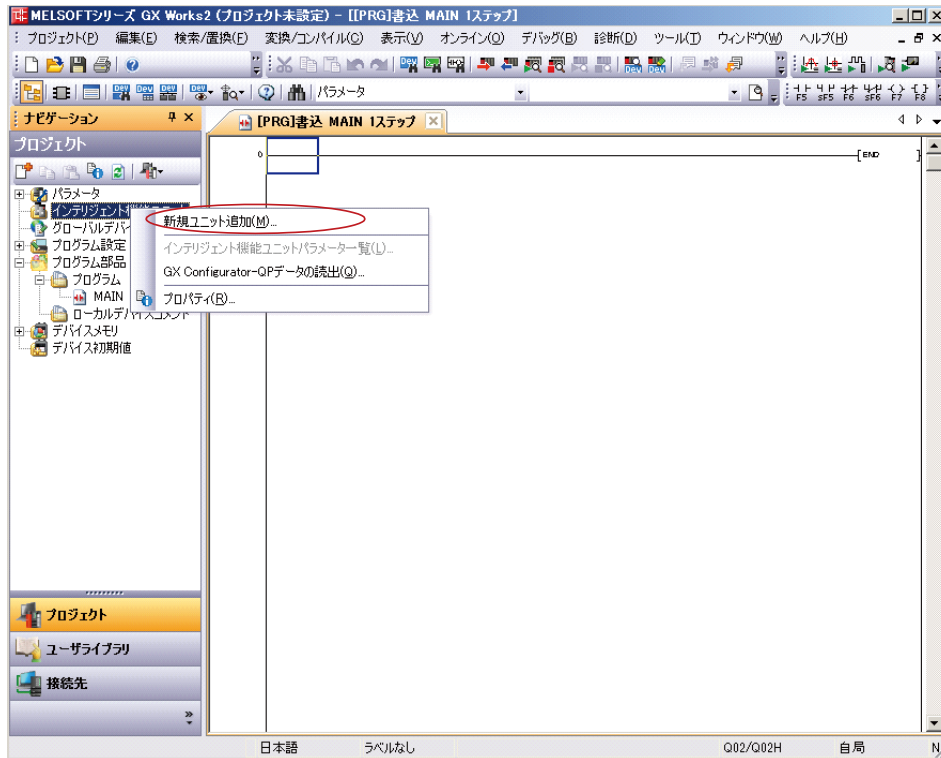 MELSOFTシリーズ GX Works2 (プロジェクト未設定) - [[PRG]書込 MAIN 1ステップ]
プロジェクト(P) 編集(E) 検索/置換(F) 変換/コンパイル(C) 表示(V) オンライン(O) デバッグ(B) 診断(D) ツール(T) ウィンドウ(W) ヘルプ(H)
パラメータ
F5 sF5 F6 sF6 F7 F8
ナビゲーション
[PRG]書込 MAIN 1ステップ
プロジェクト
0
END
パラメータ
インテリジェント機
グローバルデバイ
プログラム設定
プログラム部品
プログラム
MAIN
ローカルデバイスコメント
デバイスメモリ
デバイス初期値
新規ユニット追加(M)...
インテリジェント機能ユニットパラメータ一覧(L)...
GX Configurator-QPデータの読出(Q)...
プロパティ(R)...
プロジェクト
ユーザライブラリ
接続先
日本語 ラベルなし Q02/Q02H 自局 N